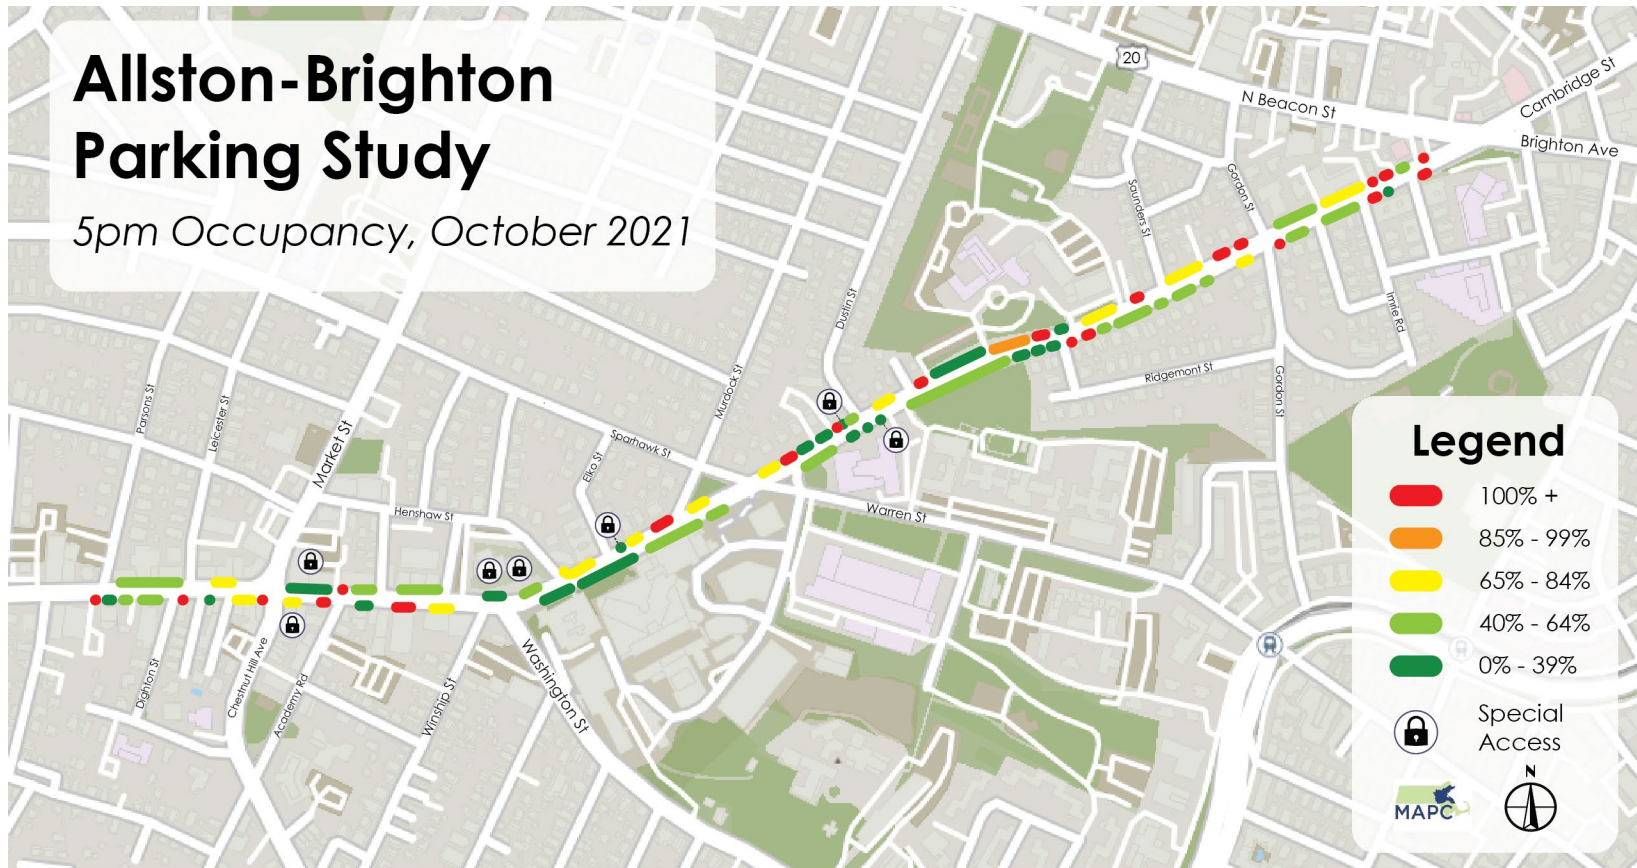 Allston-Brighton
Parking Study
5pm Occupancy, October 2021
20
N Beacon St
Cambridge St
Brighton Ave
Gordon St
Saunders St
Dustin St
Imrie Rd
Ridgemont St
Gordon St
Murdock St
Parsons St
Leicester St
Market St
Sparhawk St
Elko St
Henshaw St
Warren St
Dighton St
Chestnut Hill Ave
Academy Rd
Winship St
Washington St
Legend
100% +
85% - 99%
65% - 84%
40% - 64%
0% - 39%
Special
Access
N
MAPC